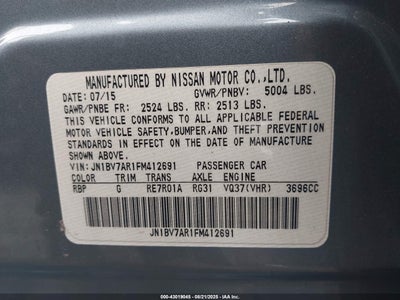 MANUFACTURED BY NISSAN MOTOR CO.,LTD.
DATE: 07/15 GVWR/PNBV: 5004 LBS.
GAWR/PNBE FR: 2524 LBS. RR: 2513 LBS.
THIS VEHICLE CONFORMS TO ALL APPLICABLE FEDERAL
MOTOR VEHICLE SAFETY, BUMPER, AND THEFT PREVENTION
STANDARDS IN EFFECT ON THE DATE OF MANUFACTURE
SHOWN ABOVE.
VIN: JN1BV7AR1FM412691 PASSENGER CAR
COLOR TRIM TRANS AXLE ENGINE
RBP G RE7R01A RG31 VQ37(VHR) 3696CC
JN1BV7AR1FM412691
000-43019045 - 08/21/2025 - IAAI.COM